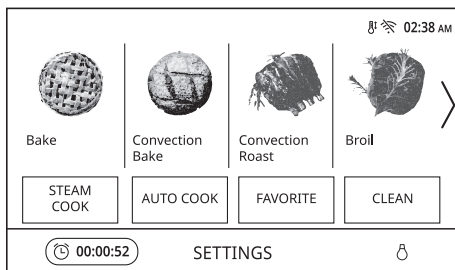 02:38 AM
Bake
Convection
Bake
Convection
Roast
Broil
STEAM
COOK
AUTO COOK
FAVORITE
CLEAN
00:00:52
SETTINGS